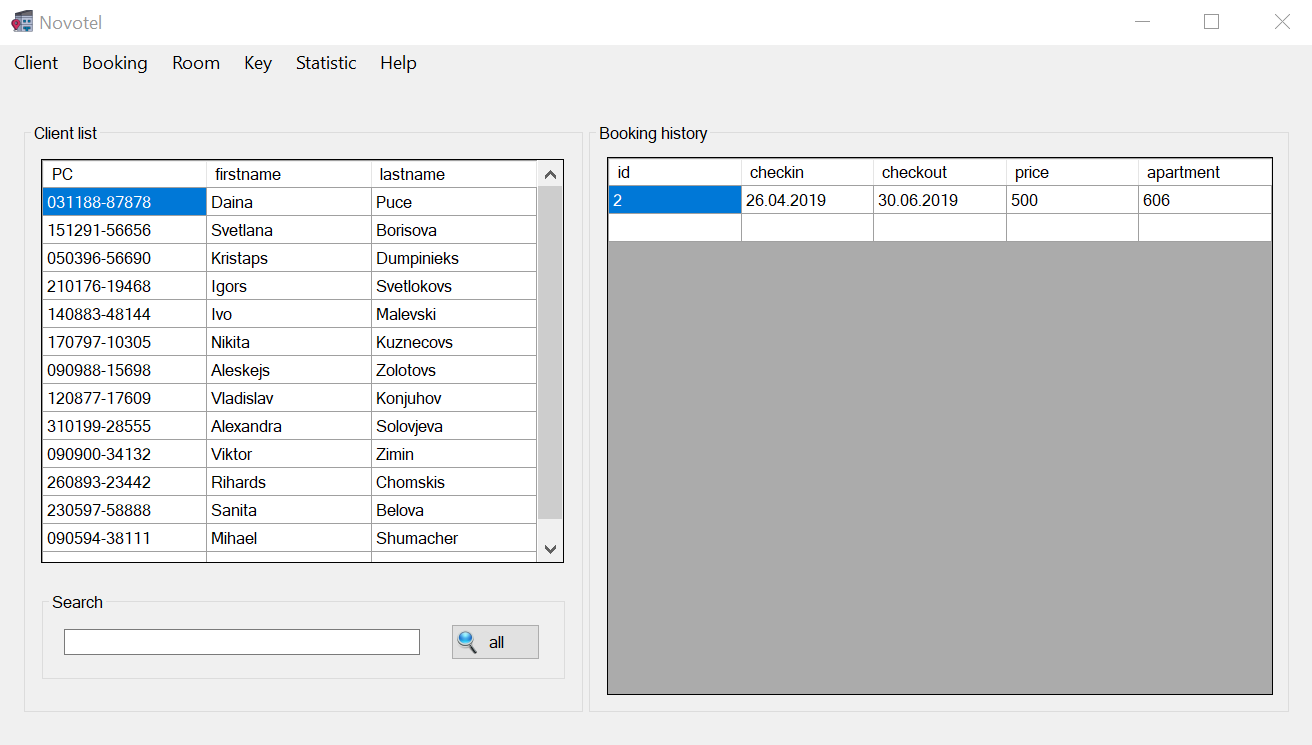 Novotel
Client Booking Room Key Statistic Help
Client list
PC firstname lastname
031188-87878 Daina Puce
151291-56656 Svetlana Borisova
050396-56690 Kristaps Dumpinieks
210176-19468 Igors Svetlokovs
140883-48144 Ivo Malevski
170797-10305 Nikita Kuznecovs
090988-15698 Aleskejs Zolotovs
120877-17609 Vladislav Konjuhov
310199-28555 Alexandra Solovjeva
090900-34132 Viktor Zimin
260893-23442 Rihards Chomskis
230597-58888 Sanita Belova
090594-38111 Mihael Shumacher
Search
all
Booking history
id checkin checkout price apartment
2 26.04.2019 30.06.2019 500 606